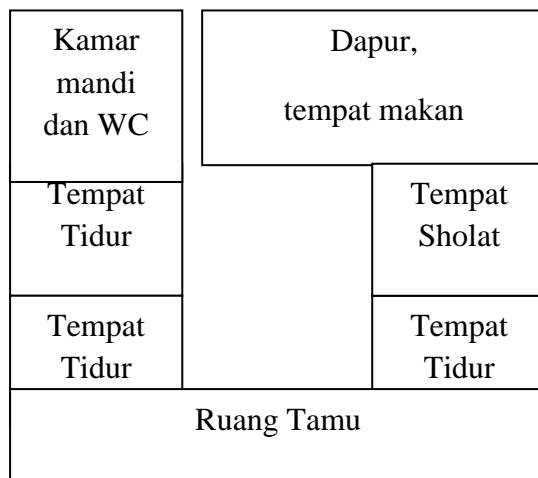 Kamar
mandi
dan WC
Dapur,
tempat makan
Tempat
Tidur
Tempat
Sholat
Tempat
Tidur
Tempat
Tidur
Ruang Tamu